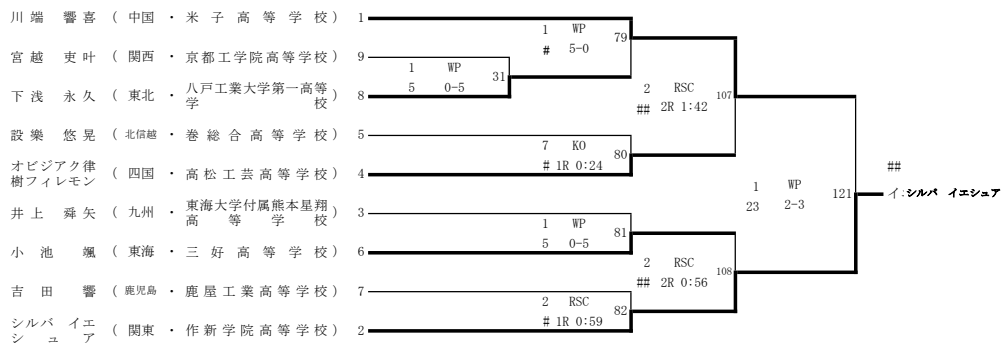 川端 響喜 ( 中国 ・ 米子高等学校 ) 1
宮越 吏叶 ( 関西 ・ 京都工学院高等学校 ) 9
下浅 永久 ( 東北 ・ 八戸工業大学第一高等学校 ) 8
設樂 悠晃 ( 北信越 ・ 巻総合高等学校 ) 5
オビジアク律樹フィレモン ( 四国 ・ 高松工芸高等学校 ) 4
井上 舜矢 ( 九州 ・ 東海大学付属熊本星翔高等学校 ) 3
小池 颯 ( 東海 ・ 三好高等学校 ) 6
吉田 響 ( 鹿児島 ・ 鹿屋工業高等学校 ) 7
シルバ イエシュア ( 関東 ・ 作新学院高等学校 ) 2
1 WP
5 0-5
31
1 WP
# 5-0
79
7 KO
# 1R 0:24
80
1 WP
5 0-5
81
2 RSC
# 1R 0:59
82
2 RSC
## 2R 1:42
107
2 RSC
## 2R 0:56
108
1 WP
23 2-3
121
##
イ:シルバ イエシュア